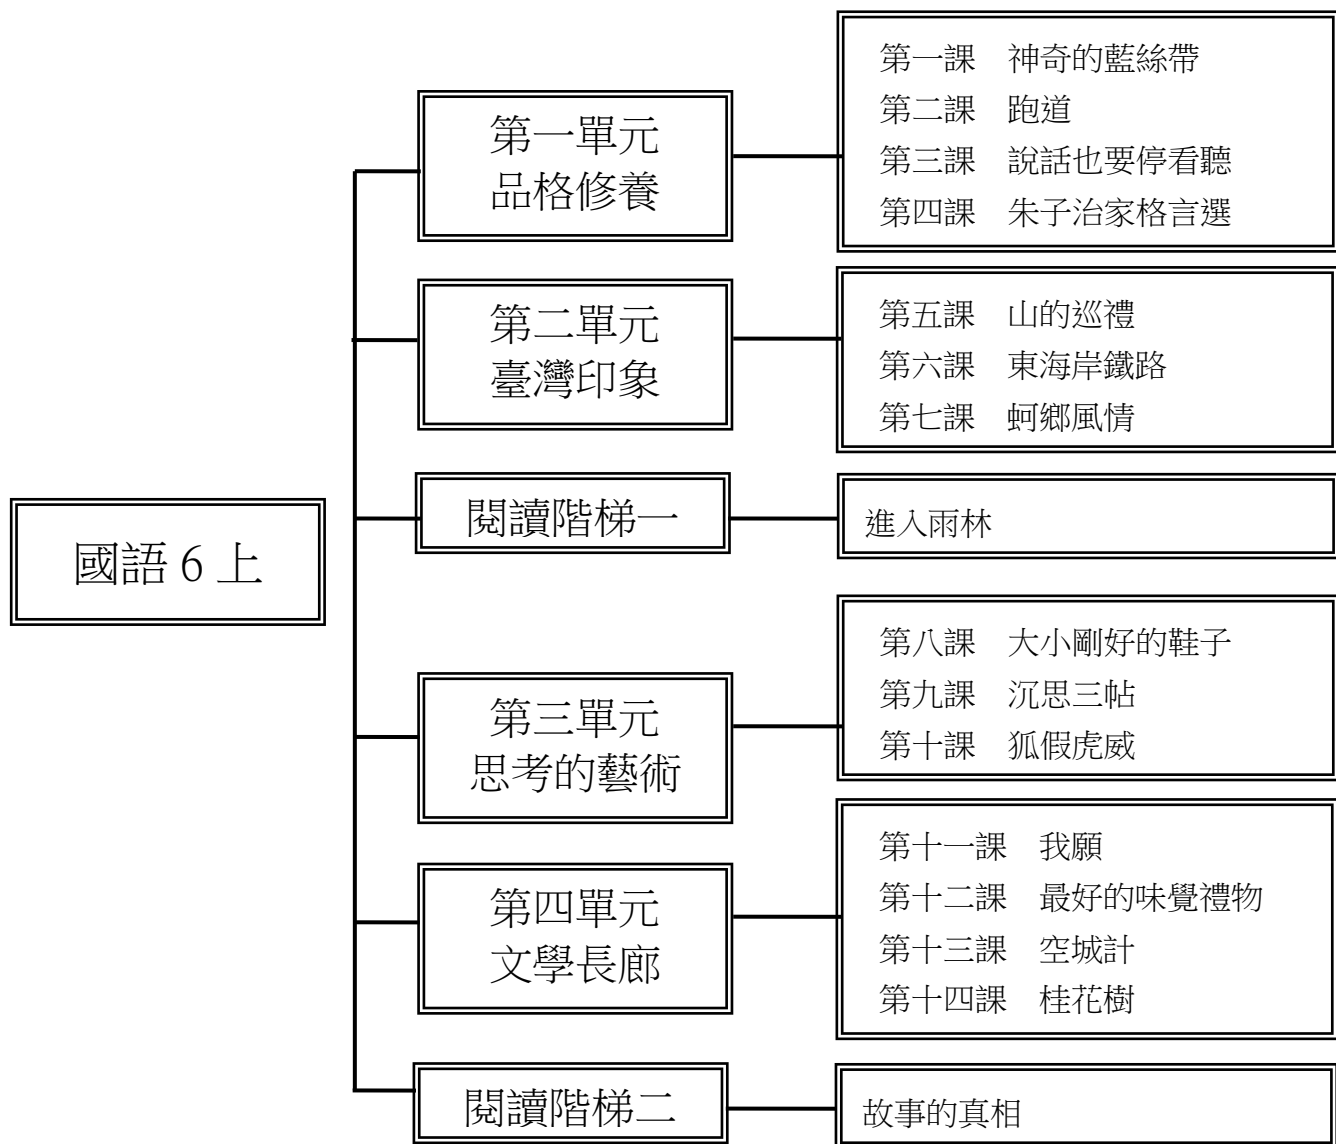 國語 6 上
第一單元
品格修養
第一課　神奇的藍絲帶
第二課　跑道
第三課　說話也要停看聽
第四課　朱子治家格言選
第二單元
臺灣印象
第五課　山的巡禮
第六課　東海岸鐵路
第七課　蚵鄉風情
閱讀階梯一
進入雨林
第三單元
思考的藝術
第八課　大小剛好的鞋子
第九課　沉思三帖
第十課　狐假虎威
第四單元
文學長廊
第十一課　我願
第十二課　最好的味覺禮物
第十三課　空城計
第十四課　桂花樹
閱讀階梯二
故事的真相